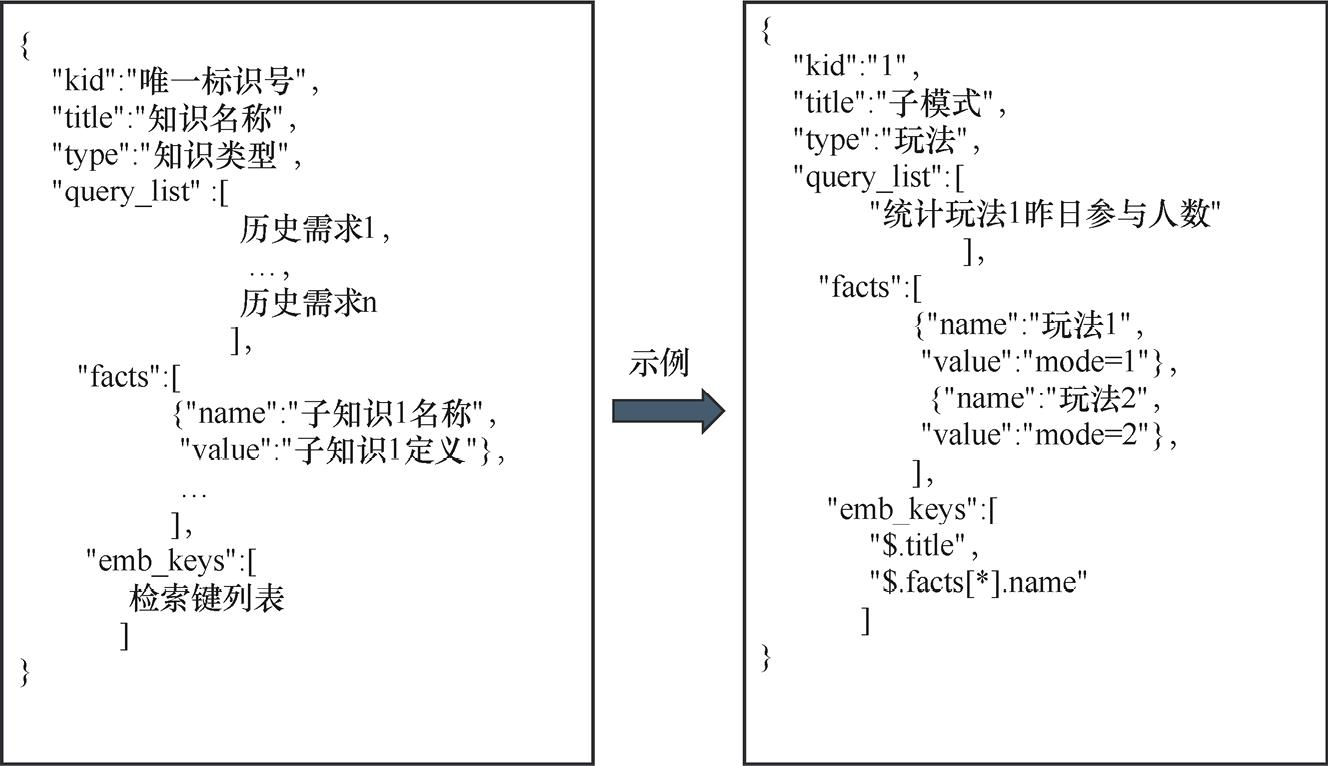 {
"kid":"唯一标识号",
"title":"知识名称",
"type":"知识类型",
"query_list" :[
历史需求1,
…,
历史需求n
],
"facts":[
{"name":"子知识1名称",
"value":"子知识1定义"},
…
],
"emb_keys":[
检索键列表
]
}
示例
{
"kid":"1",
"title":"子模式",
"type":"玩法",
"query_list":[
"统计玩法1昨日参与人数"
],
"facts":[
{"name":"玩法1",
"value":"mode=1"},
{"name":"玩法2",
"value":"mode=2"},
],
"emb_keys":[
"$.title",
"$.facts[*].name"
]
}